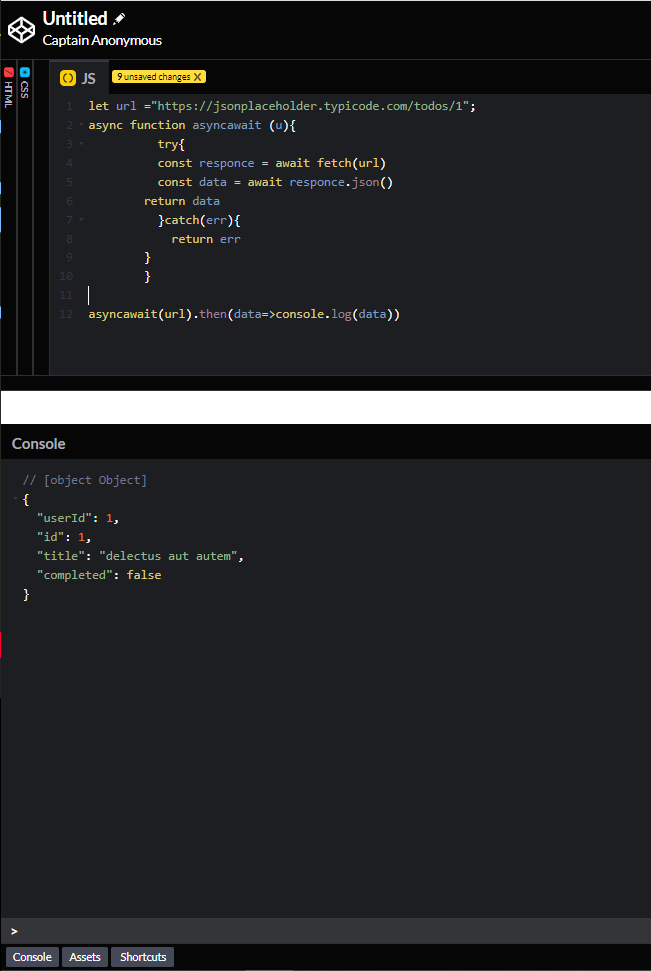 Untitled
Captain Anonymous
HTML
CSS
JS
9 unsaved changes X
1 let url ="https://jsonplaceholder.typicode.com/todos/1";
2 async function asyncawait (u){
3 try{
4 const responce = await fetch(url)
5 const data = await responce.json()
6 return data
7 }catch(err){
8 return err
9 }
10 }
11
12 asyncawait(url).then(data=>console.log(data))
Console
// [object Object]
{
"userId": 1,
"id": 1,
"title": "delectus aut autem",
"completed": false
}
>
Console Assets Shortcuts